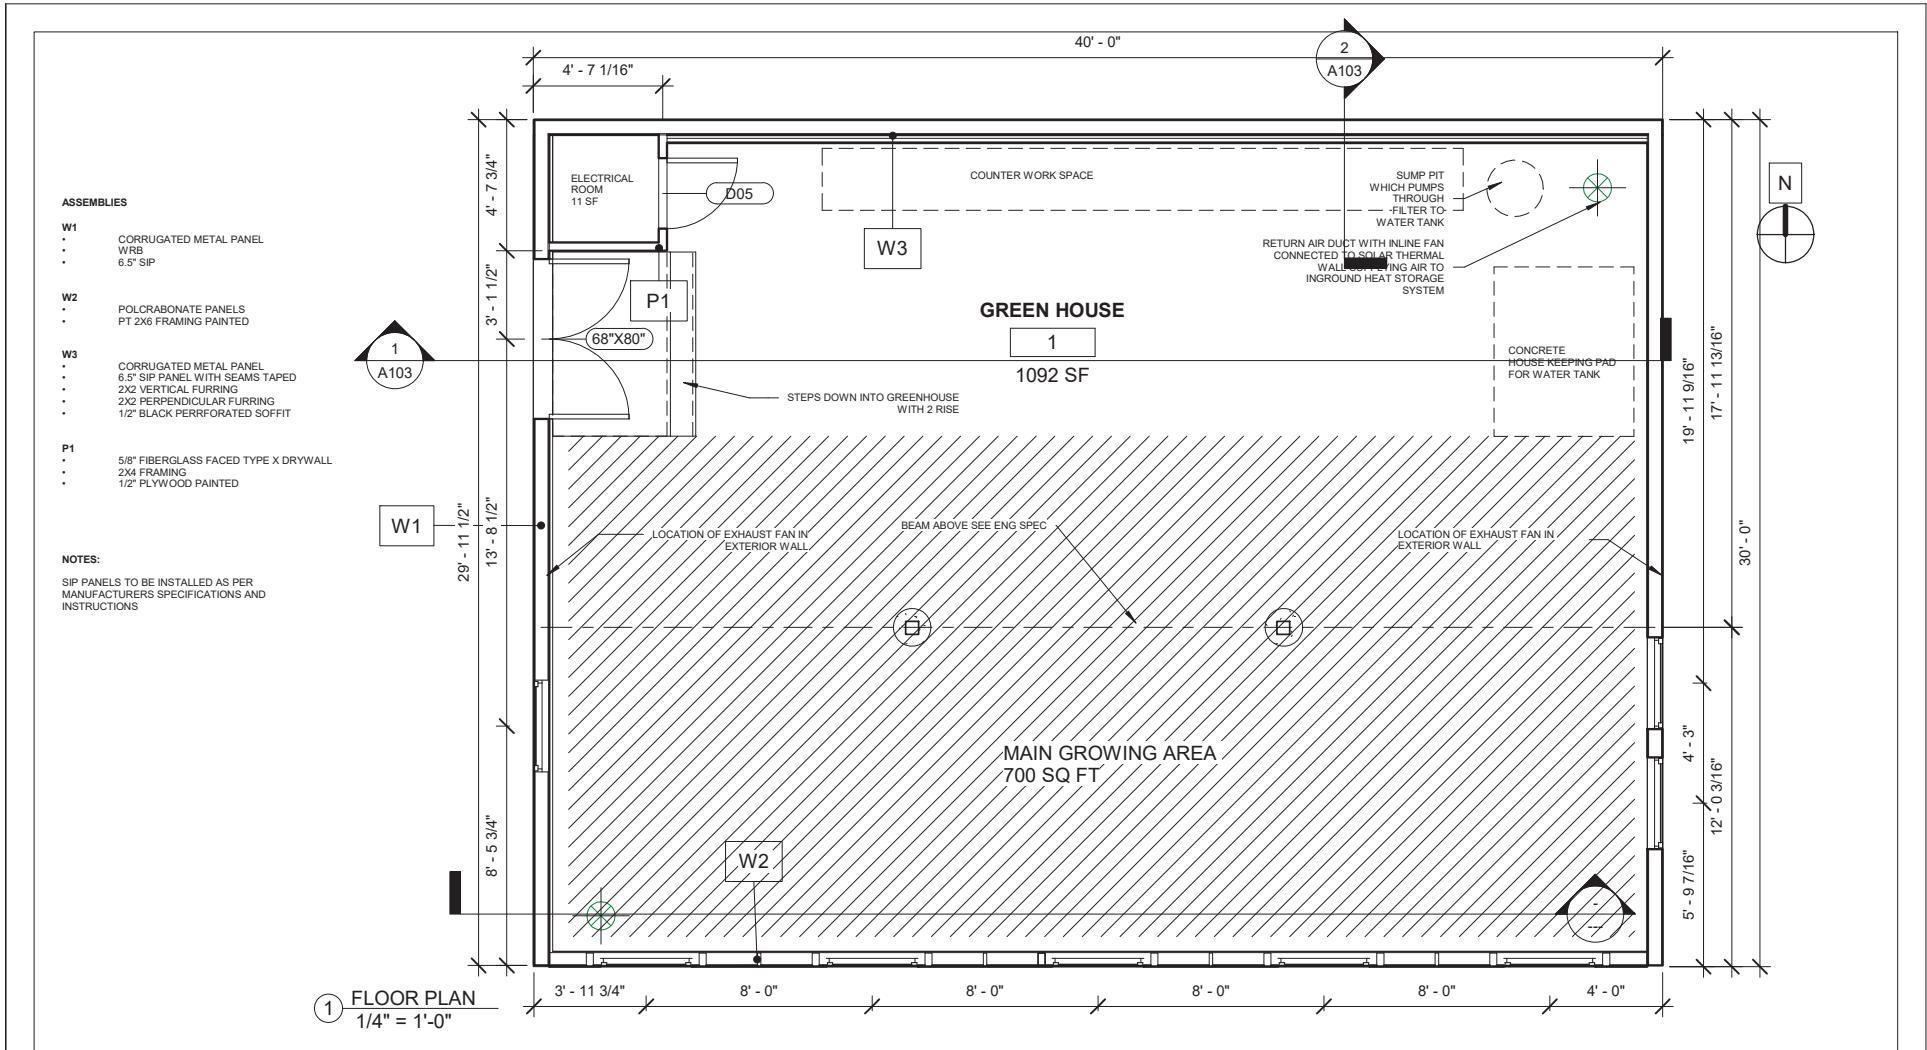 40' - 0"
4' - 7 1/16"
2
A103
ASSEMBLIES
W1
• CORRUGATED METAL PANEL
• WRB
• 6.5" SIP
W2
• POLCRABONATE PANELS
• PT 2X6 FRAMING PAINTED
W3
• CORRUGATED METAL PANEL
• 6.5" SIP PANEL WITH SEAMS TAPED
• 2X2 VERTICAL FURRING
• 2X2 PERPENDICULAR FURRING
• 1/2" BLACK PERRFORATED SOFFIT
P1
• 5/8" FIBERGLASS FACED TYPE X DRYWALL
• 2X4 FRAMING
• 1/2" PLYWOOD PAINTED
NOTES:
SIP PANELS TO BE INSTALLED AS PER
MANUFACTURERS SPECIFICATIONS AND
INSTRUCTIONS
4' - 7 3/4"
3' - 1 1/2"
29' - 11 1/2"
13' - 8 1/2"
8' - 5 3/4"
ELECTRICAL
ROOM
11 SF
D05
COUNTER WORK SPACE
W3
SUMP PIT
WHICH PUMPS
THROUGH
FILTER TO
WATER TANK
RETURN AIR DUCT WITH INLINE FAN
CONNECTED TO SOLAR THERMAL
WALL
AIR TO
INGROUND HEAT STORAGE
SYSTEM
N
P1
68"X80"
1
A103
GREEN HOUSE
1
1092 SF
CONCRETE
HOUSE KEEPING PAD
FOR WATER TANK
STEPS DOWN INTO GREENHOUSE
WITH 2 RISE
W1
LOCATION OF EXHAUST FAN IN
EXTERIOR WALL
BEAM ABOVE SEE ENG SPEC
LOCATION OF EXHAUST FAN IN
EXTERIOR WALL
19' - 11 9/16"
17' - 11 13/16"
30' - 0"
4' - 3"
12' - 0 3/16"
5' - 9 7/16"
MAIN GROWING AREA
700 SQ FT
W2
-
---
3' - 11 3/4"
8' - 0"
8' - 0"
8' - 0"
8' - 0"
4' - 0"
1
FLOOR PLAN
1/4" = 1'-0"